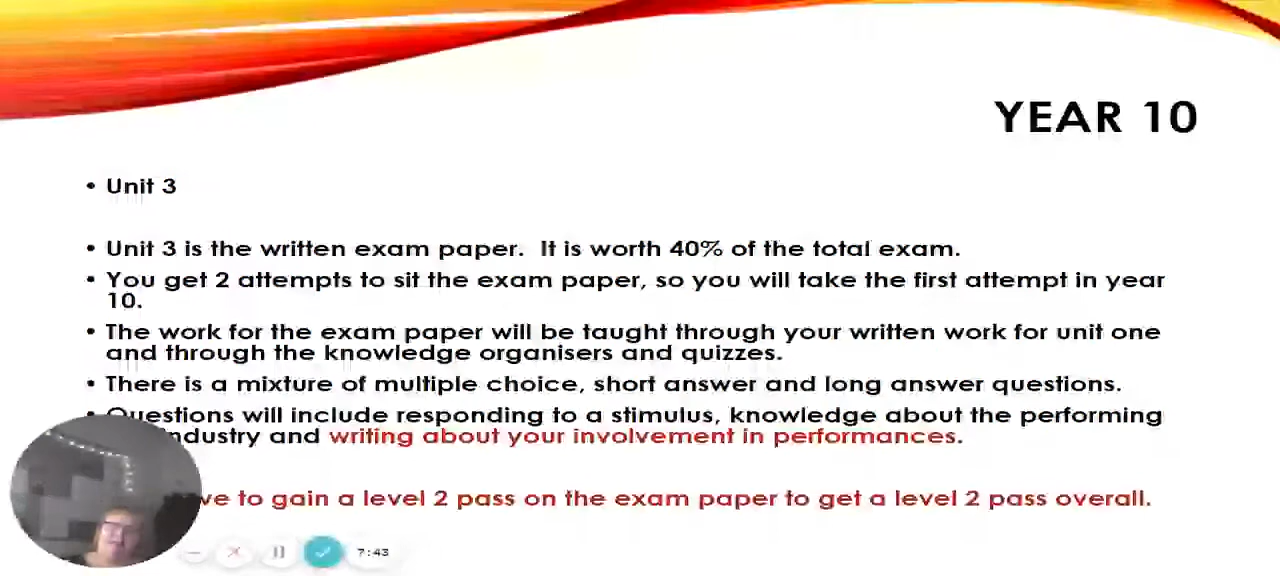 YEAR 10
• Unit 3
• Unit 3 is the written exam paper. It is worth 40% of the total exam.
• You get 2 attempts to sit the exam paper, so you will take the first attempt in year
10.
• The work for the exam paper will be taught through your written work for unit one
and through the knowledge organisers and quizzes.
• There is a mixture of multiple choice, short answer and long answer questions.
• Questions will include responding to a stimulus, knowledge about the performing
industry and writing about your involvement in performances.
to gain a level 2 pass on the exam paper to get a level 2 pass overall.
7:43